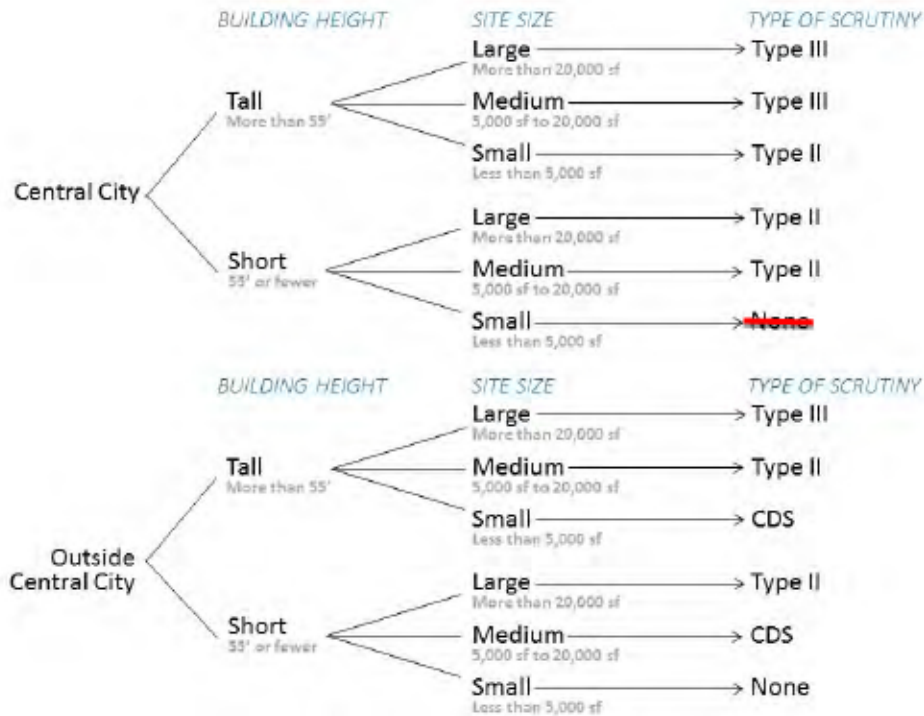 BUILDING HEIGHT SITE SIZE TYPE OF SCRUTINY
Large Type III
More than 20,000 sf
Tall Medium Type III
More than 55' 5,000 sf to 20,000 sf
Small Type II
Less than 5,000 sf
Central City
Large Type II
More than 20,000 sf
Short Medium Type II
55' or fewer 5,000 sf to 20,000 sf
Small None
Less than 5,000 sf
BUILDING HEIGHT SITE SIZE TYPE OF SCRUTINY
Large Type III
More than 20,000 sf
Tall Medium Type II
More than 55' 5,000 sf to 20,000 sf
Small CDS
Less than 5,000 sf
Outside
Central City
Large Type II
More than 20,000 sf
Short Medium CDS
55' or fewer 5,000 sf to 20,000 sf
Small None
Less than 5,000 sf